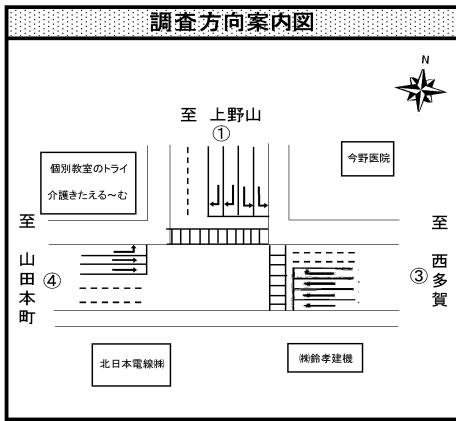 調査方向案内図
N
至 上野山
①
今野医院
個別教室のトライ
介護きたえる～む
至 山田本町
④
至 西多賀
③
北日本電線㈱
㈱鈴孝建機